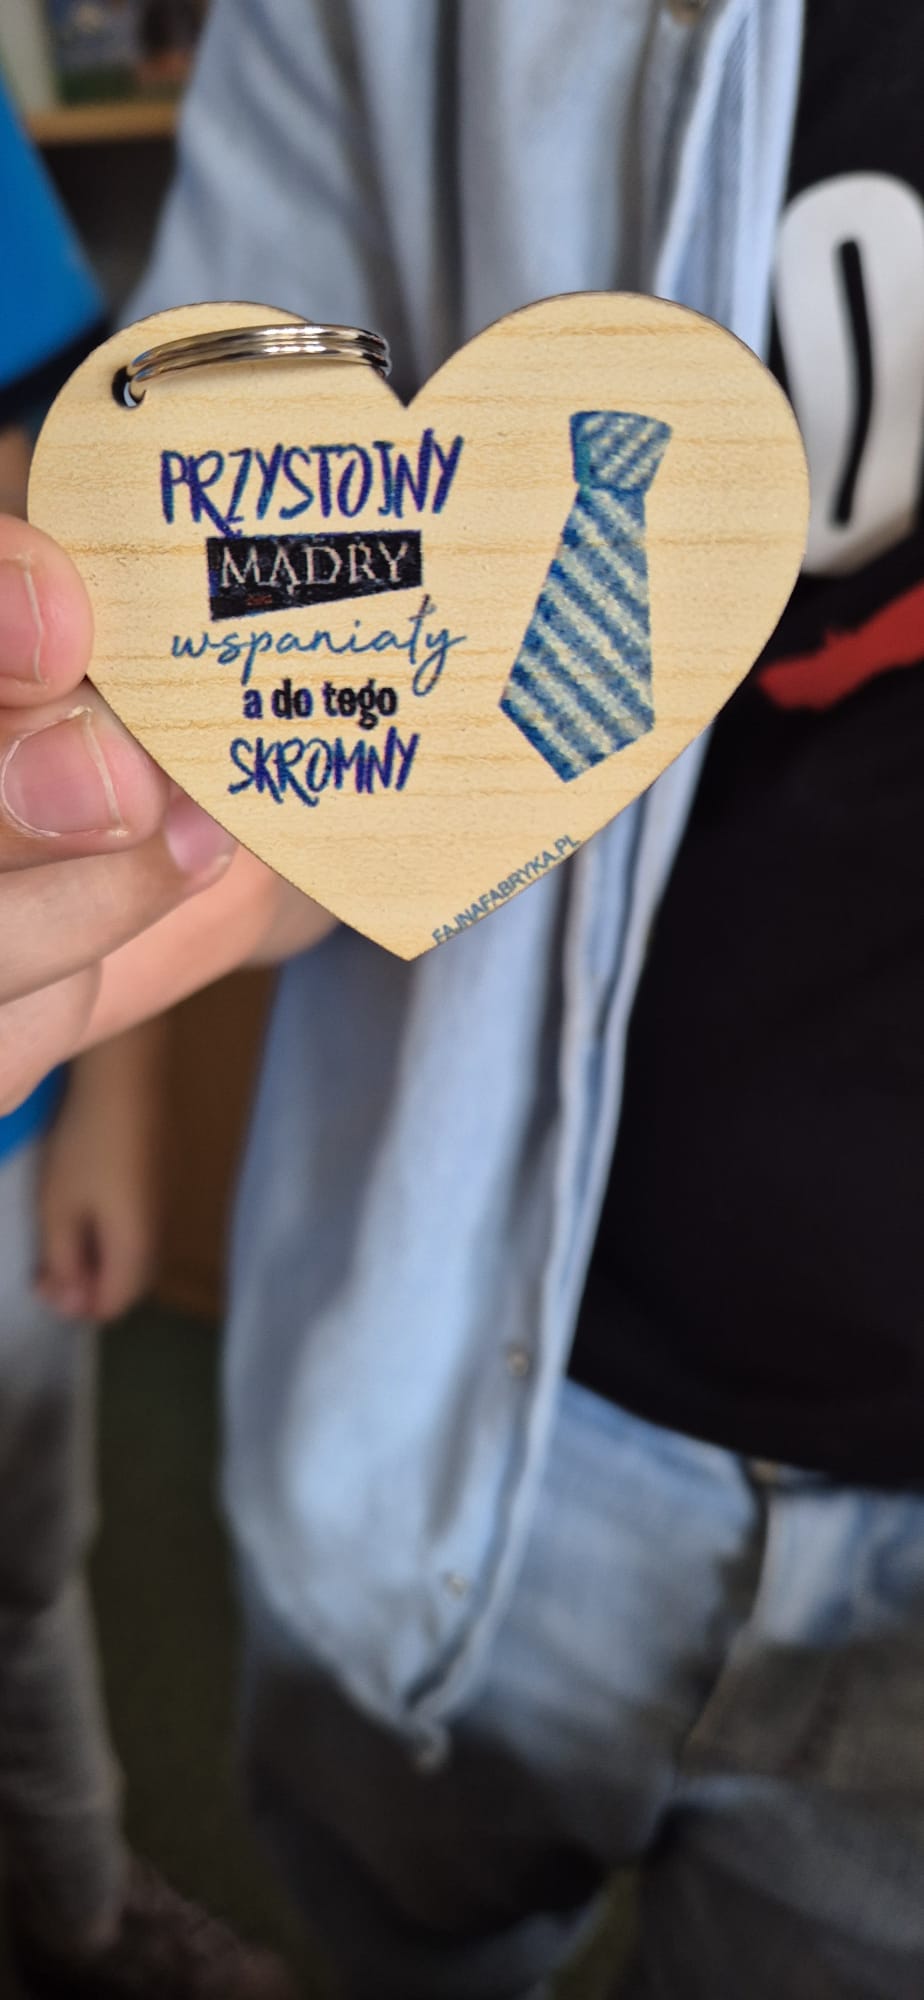 PRZYSTOJNY
MĄDRY
wspaniały
a do tego
SKROMNY
FAJNAFABRYKA.PL